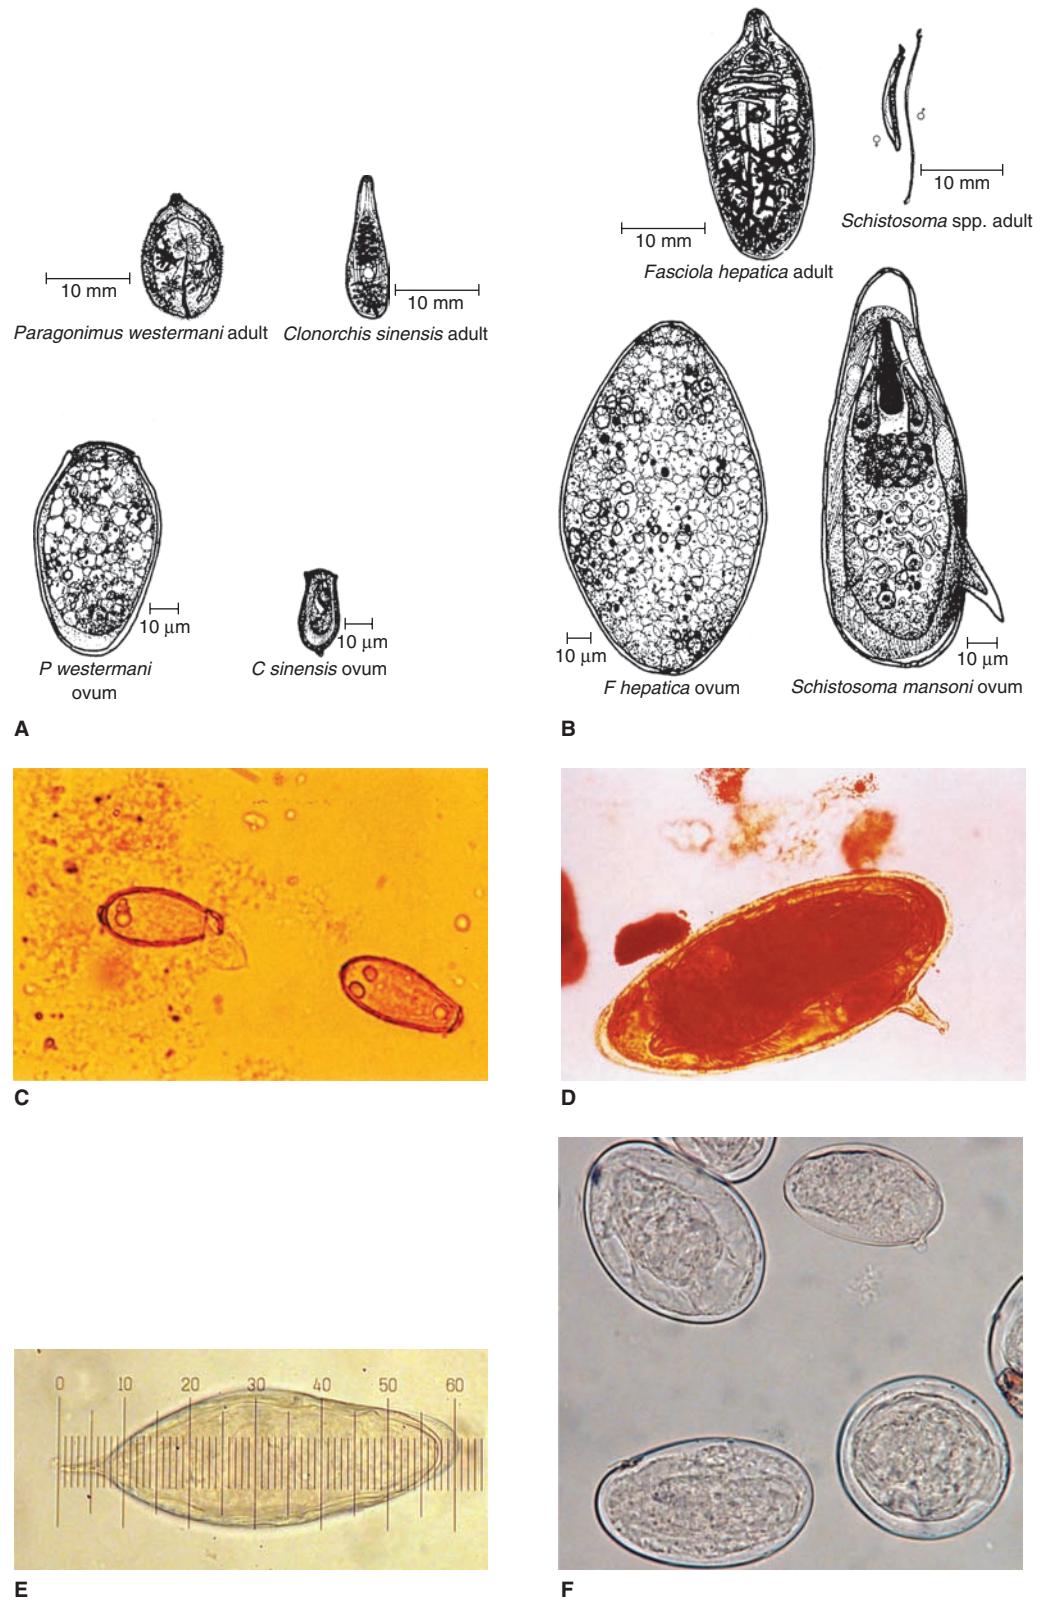 10 mm
Paragonimus westermani adult
10 mm
Clonorchis sinensis adult
10 µm
P westermani
ovum
10 µm
C sinensis ovum
A
10 mm
Fasciola hepatica adult
♀
♂
10 mm
Schistosoma spp. adult
10 µm
F hepatica ovum
10 µm
Schistosoma mansoni ovum
B
C
D
0 10 20 30 40 50 60
E
F